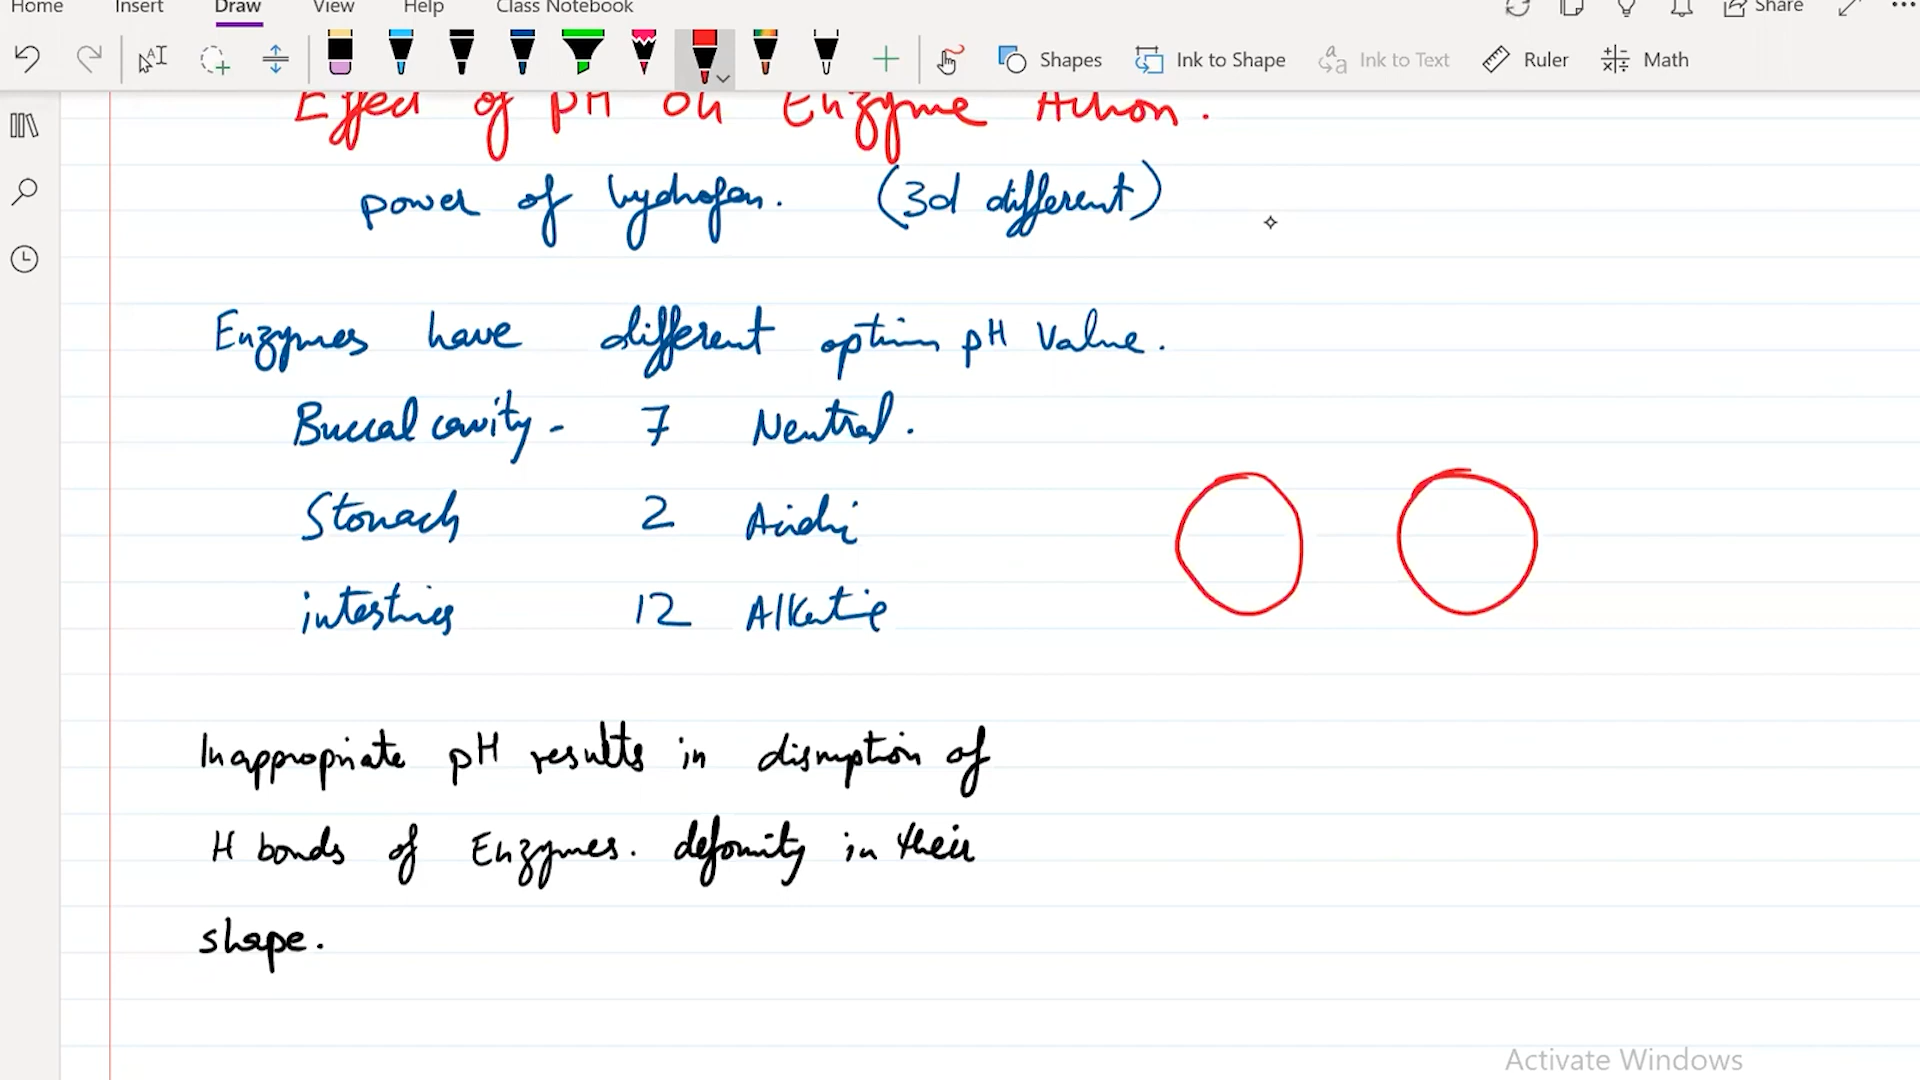 Home Insert Draw View Help Class Notebook Share
Shapes Ink to Shape Ink to Text Ruler Math
Effect of pH on Enzyme Action.
power of hydrogen. (3d different)
Enzymes have different optium pH Value.
Buccal cavity - 7 Neutral.
Stomach 2 Acidic
intestines 12 Alkaline
Inappropriate pH results in disruption of
H bonds of Enzymes. defomity in their
shape.
Activate Windows